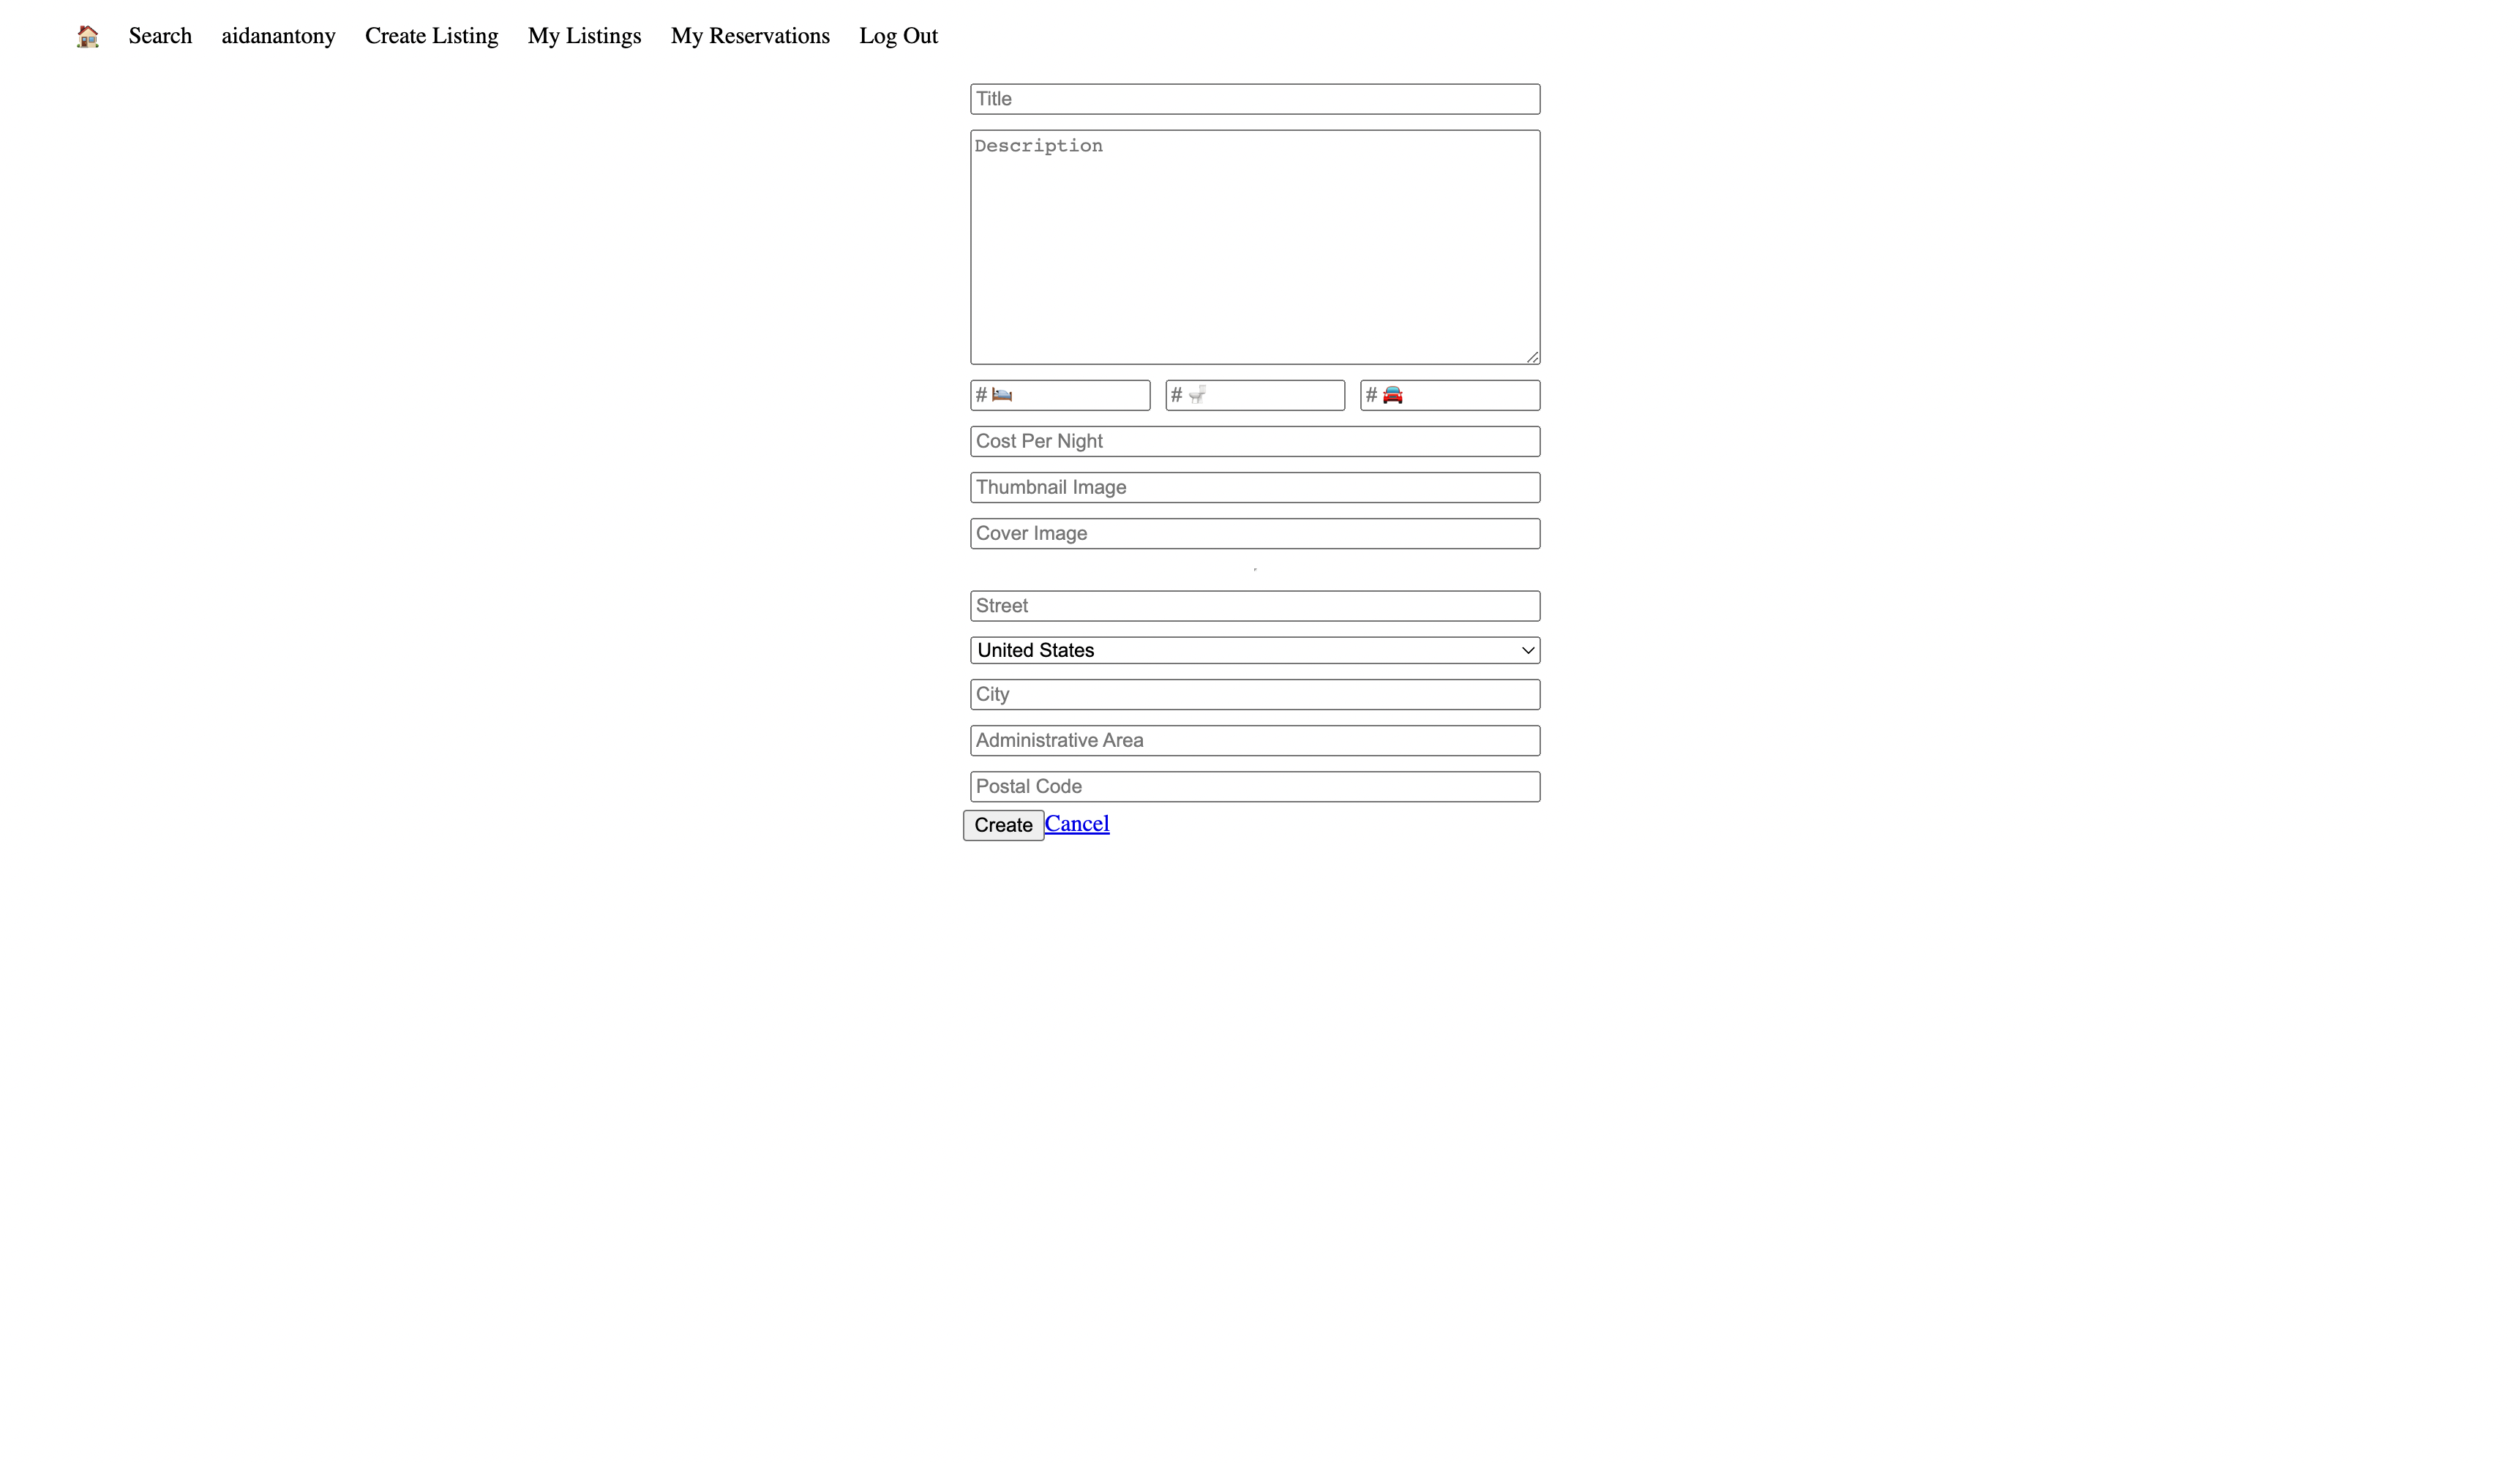 🏠 Search aidanantony Create Listing My Listings My Reservations Log Out
Title
Description
# 🛏️ # 🚽 # 🚘
Cost Per Night
Thumbnail Image
Cover Image
Street
United States
City
Administrative Area
Postal Code
Create Cancel